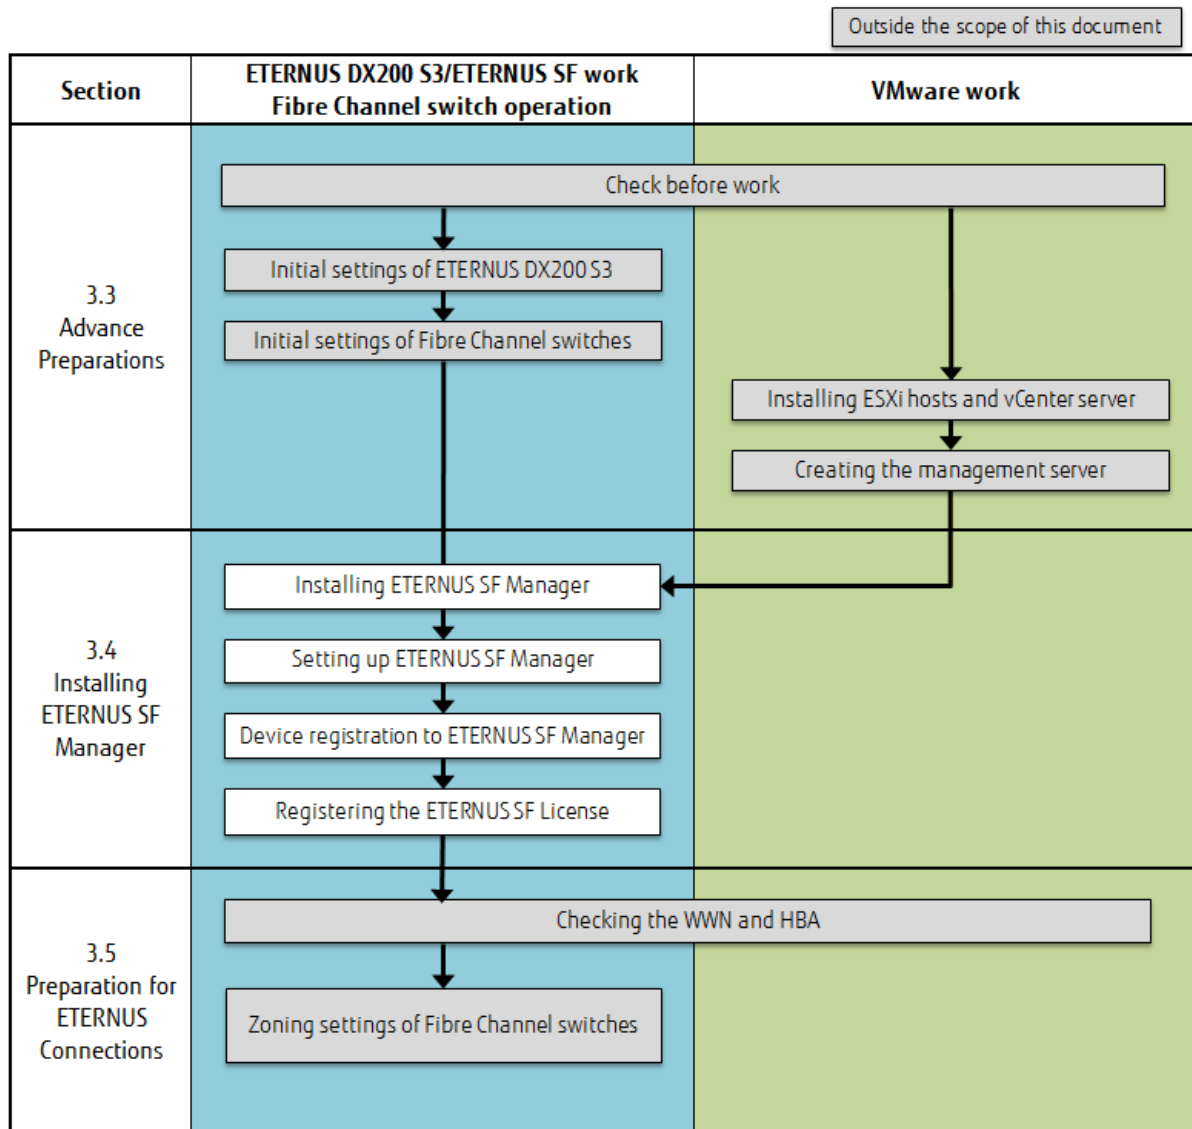 Outside the scope of this document
Section
ETERNUS DX200 S3/ETERNUS SF work
Fibre Channel switch operation
VMware work
3.3
Advance
Preparations
Check before work
Initial settings of ETERNUS DX200 S3
Initial settings of Fibre Channel switches
Installing ESXi hosts and vCenter server
Creating the management server
3.4
Installing
ETERNUS SF
Manager
Installing ETERNUS SF Manager
Setting up ETERNUS SF Manager
Device registration to ETERNUS SF Manager
Registering the ETERNUS SF License
3.5
Preparation for
ETERNUS
Connections
Checking the WWN and HBA
Zoning settings of Fibre Channel switches